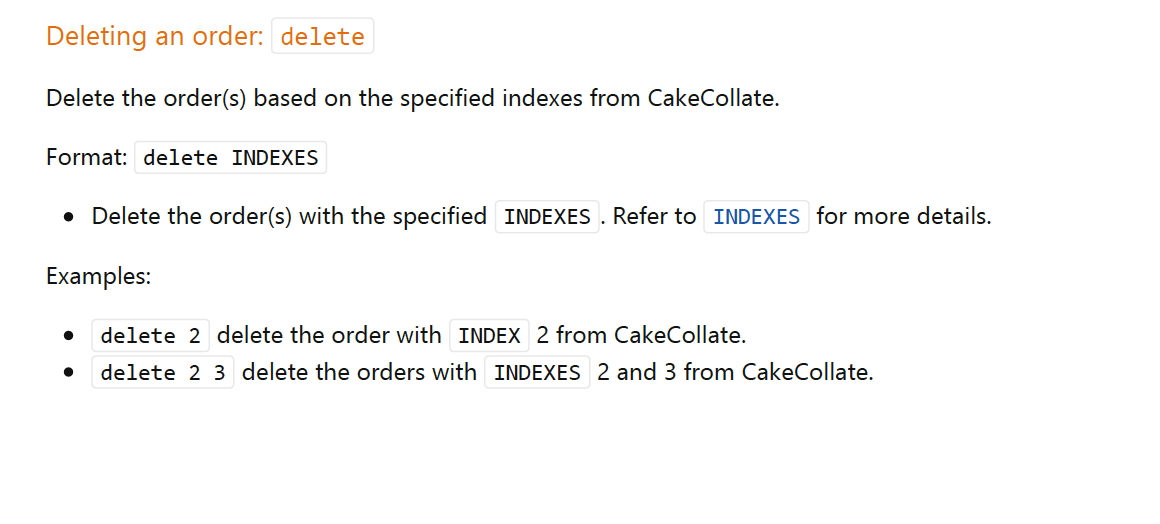 Deleting an order: delete
Delete the order(s) based on the specified indexes from CakeCollate.
Format: delete INDEXES
• Delete the order(s) with the specified INDEXES. Refer to INDEXES for more details.
Examples:
• delete 2 delete the order with INDEX 2 from CakeCollate.
• delete 2 3 delete the orders with INDEXES 2 and 3 from CakeCollate.